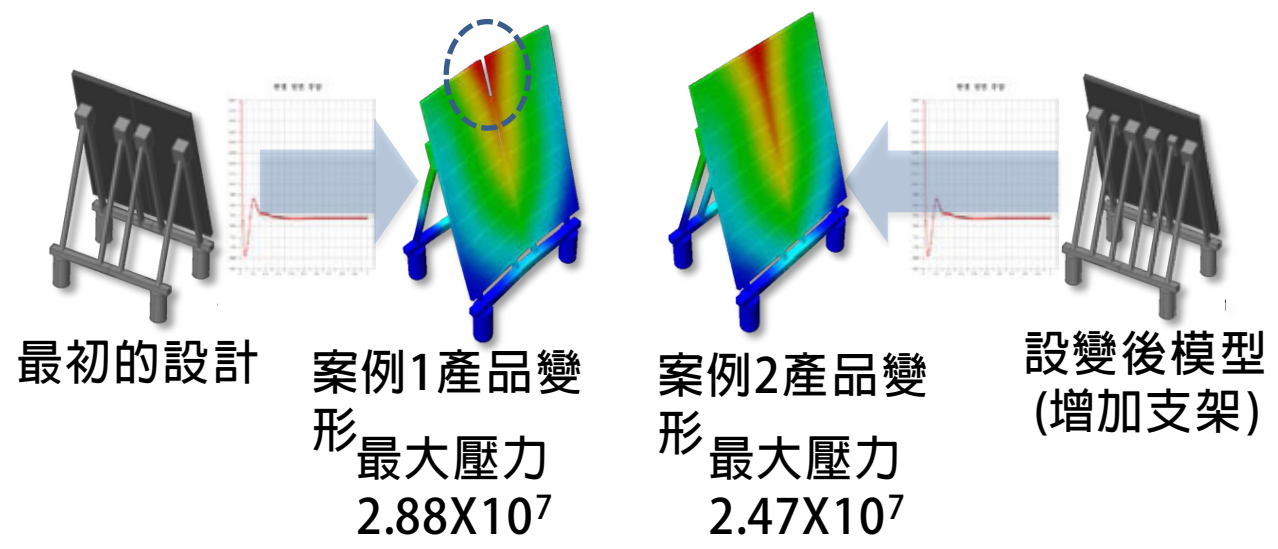 最初的設計
案例1產品變
形
最大壓力
2.88X10⁷
案例2產品變
形
最大壓力
2.47X10⁷
設變後模型
(增加支架)